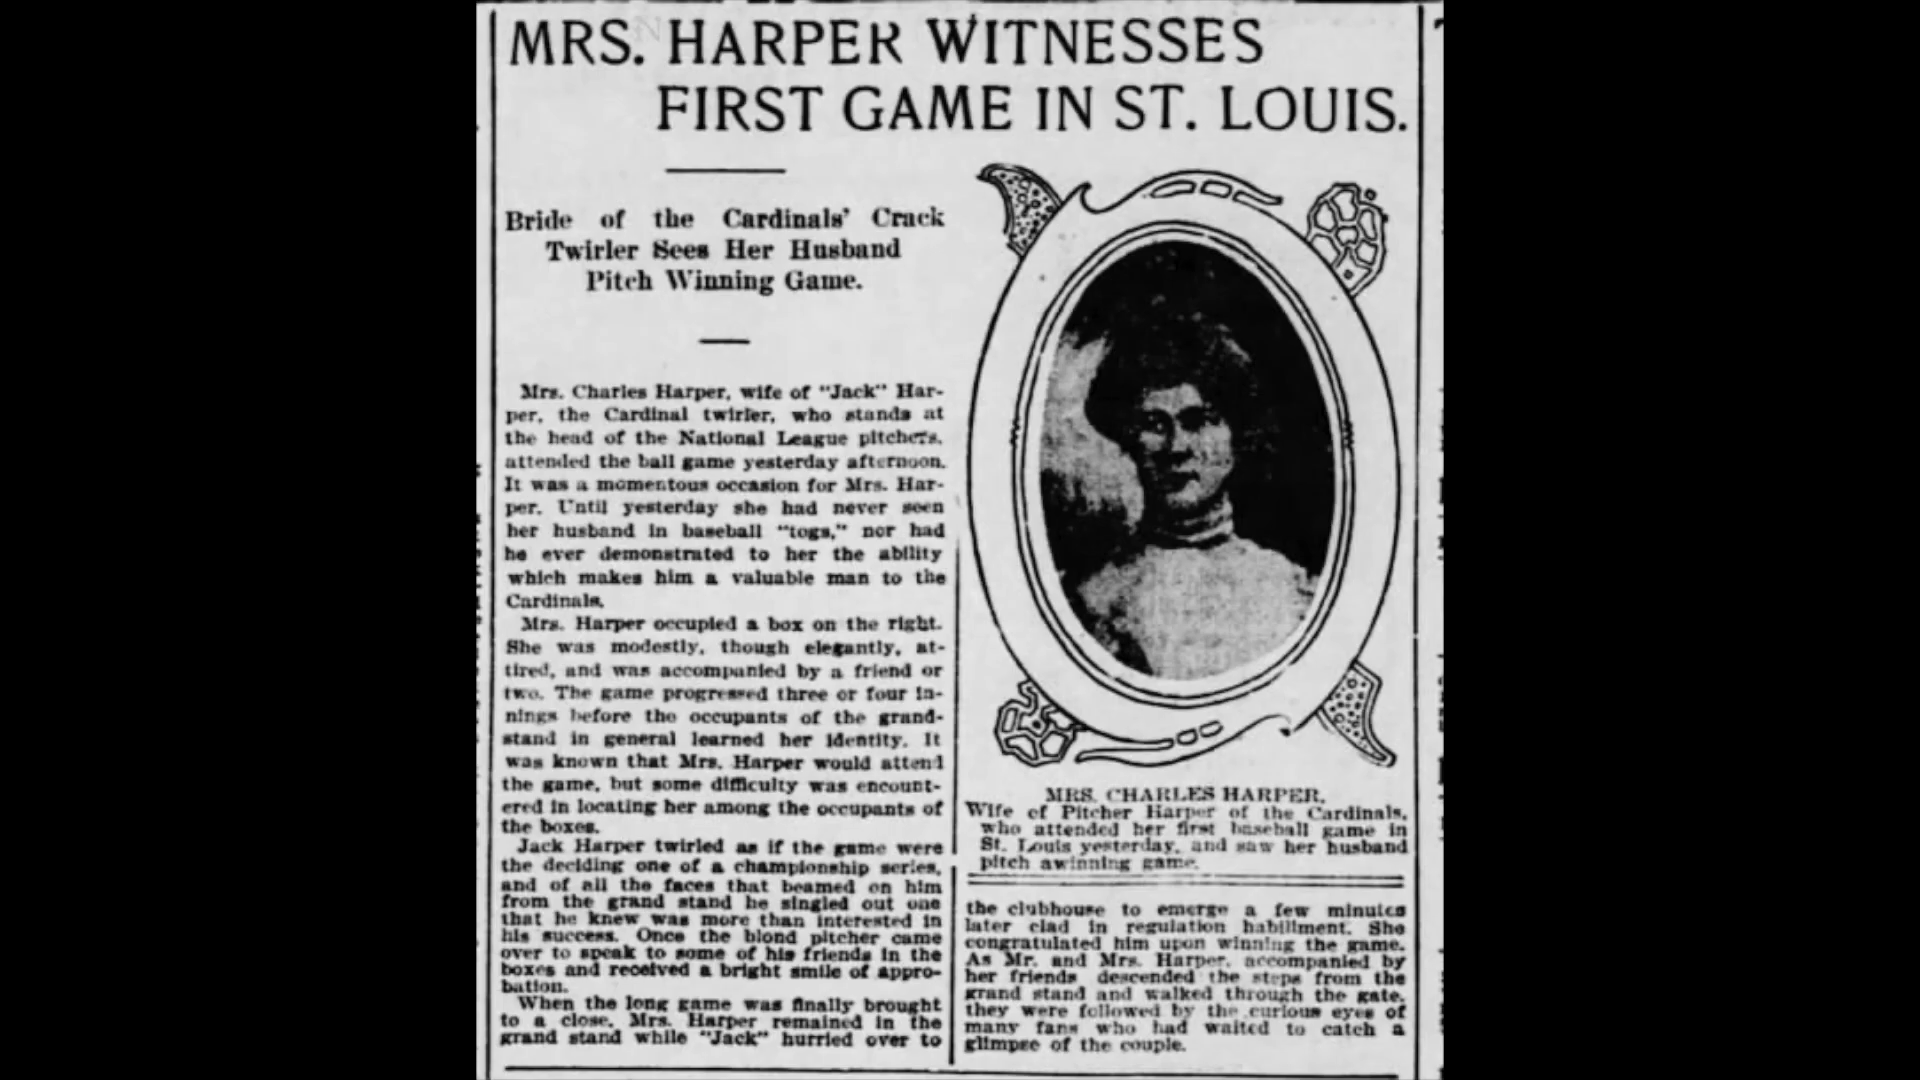 MRS. HARPER WITNESSES
FIRST GAME IN ST. LOUIS.
Bride of the Cardinals' Crack
Twirler Sees Her Husband
Pitch Winning Game.
Mrs. Charles Harper, wife of "Jack" Har-
per, the Cardinal twirler, who stands at
the head of the National League pitchers,
attended the ball game yesterday afternoon.
It was a momentous occasion for Mrs. Har-
per. Until yesterday she had never seen
her husband in baseball "togs," nor had
he ever demonstrated to her the ability
which makes him a valuable man to the
Cardinals.
Mrs. Harper occupied a box on the right.
She was modestly, though elegantly, at-
tired, and was accompanied by a friend or
two. The game progressed three or four in-
nings before the occupants of the grand-
stand in general learned her identity. It
was known that Mrs. Harper would attend
the game, but some difficulty was encount-
ered in locating her among the occupants of
the boxes.
Jack Harper twirled as if the game were
the deciding one of a championship series,
and of all the faces that beamed on him
from the grand stand he singled out one
that he knew was more than interested in
his success. Once the blond pitcher came
over to speak to some of his friends in the
boxes and received a bright smile of appro-
bation.
When the long game was finally brought
to a close, Mrs. Harper remained in the
grand stand while "Jack" hurried over to
MRS. CHARLES HARPER,
Wife of Pitcher Harper of the Cardinals,
who attended her first baseball game in
St. Louis yesterday, and saw her husband
pitch awinning game.
the clubhouse to emerge a few minutes
later clad in regulation habiliment. She
congratulated him upon winning the game.
As Mr. and Mrs. Harper, accompanied by
her friends descended the steps from the
grand stand and walked through the gate,
they were followed by the curious eyes of
many fans who had waited to catch a
glimpse of the couple.